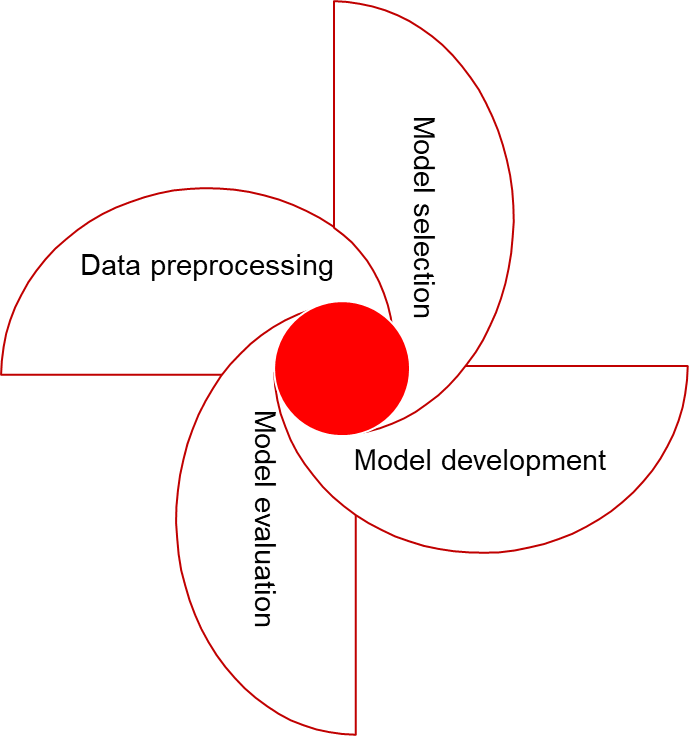 Model selection
Data preprocessing
Model development
Model evaluation